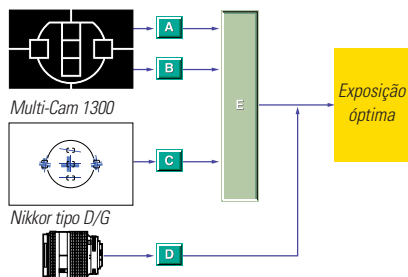 A
B
E
Exposição
óptima
Multi-Cam 1300
C
Nikkor tipo D/G
D